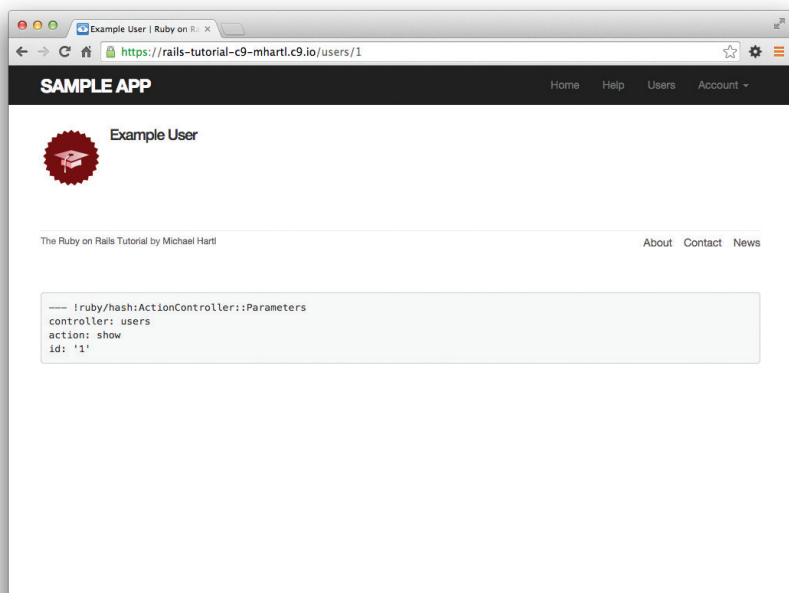 Example User | Ruby on Ra
https://rails-tutorial-c9-mhartl.c9.io/users/1
SAMPLE APP
Home Help Users Account
Example User
The Ruby on Rails Tutorial by Michael Hartl
About Contact News
--- !ruby/hash:ActionController::Parameters
controller: users
action: show
id: '1'